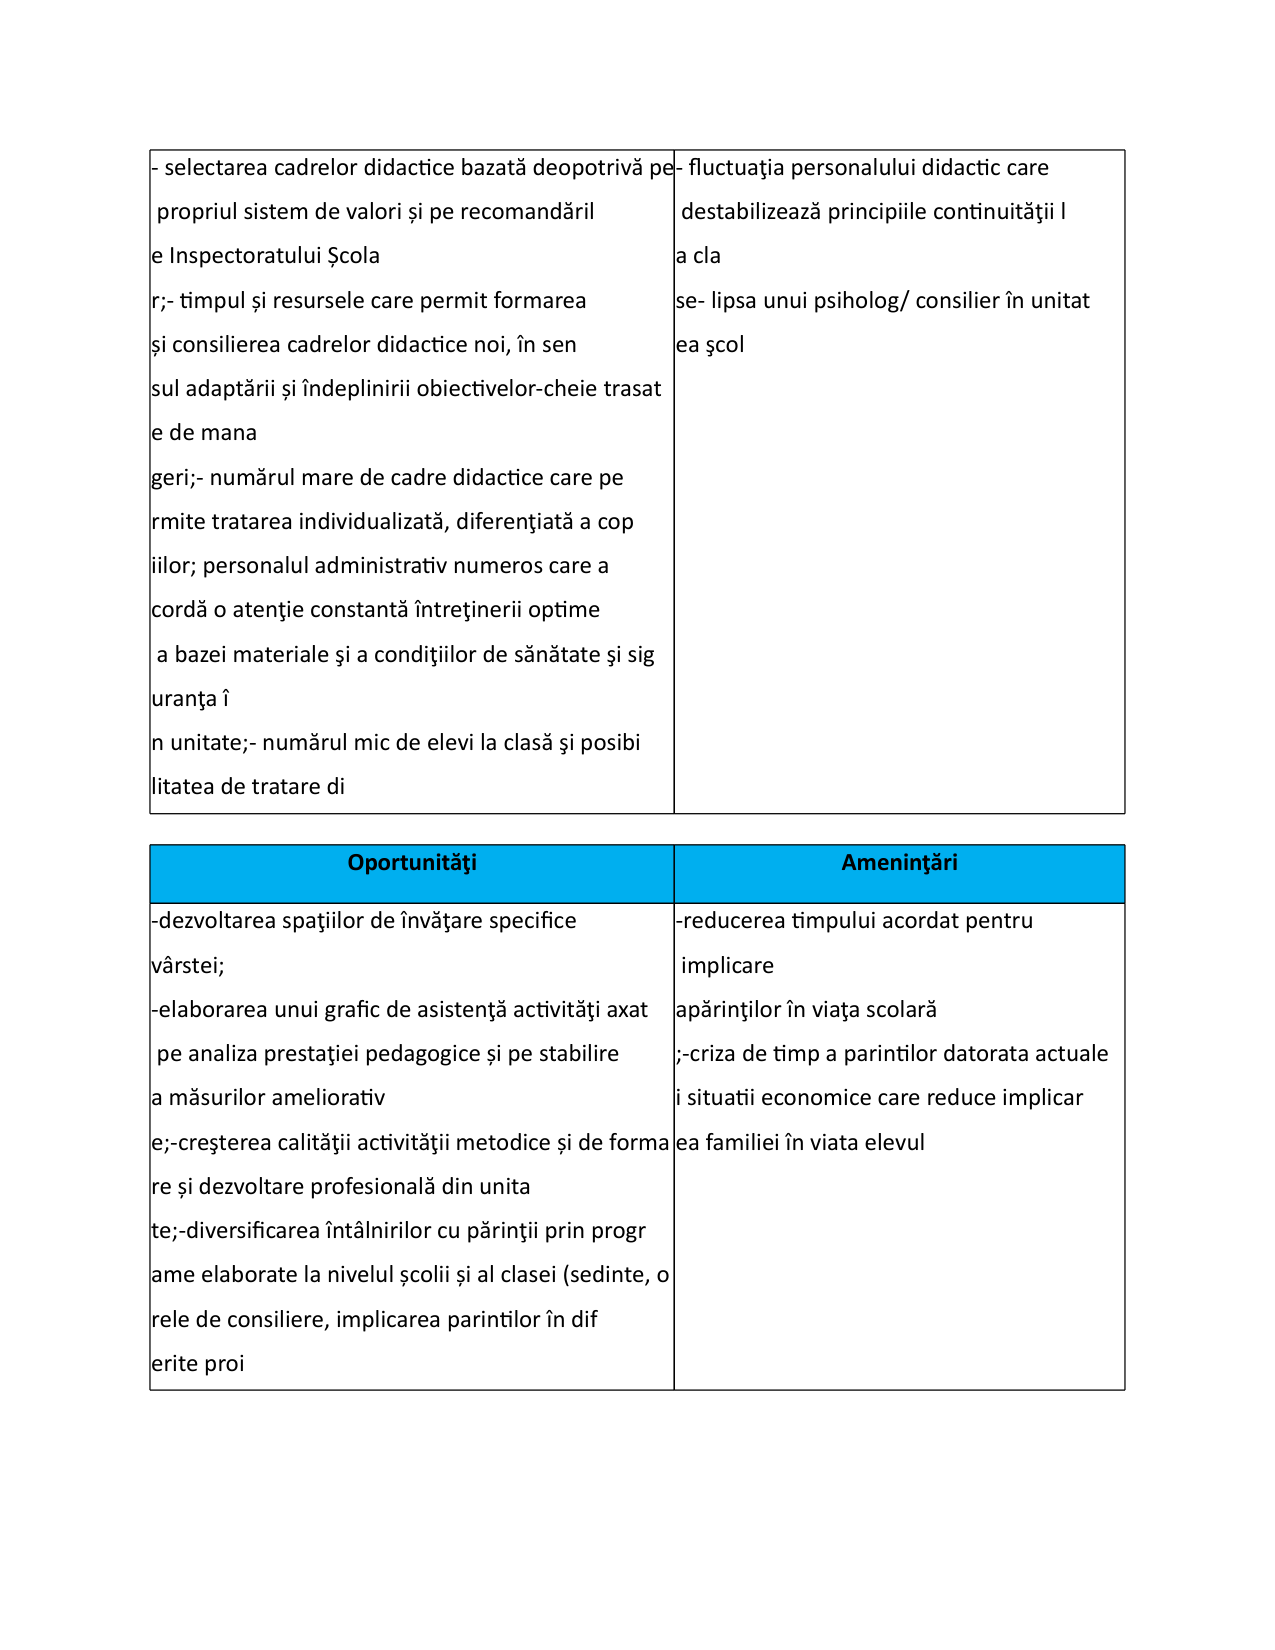 - selectarea cadrelor didactice bazată deopotrivă pe
propriul sistem de valori și pe recomandăril
e Inspectoratului Școla
r;- timpul și resursele care permit formarea
și consilierea cadrelor didactice noi, în sen
sul adaptării și îndeplinirii obiectivelor-cheie trasat
e de mana
geri;- numărul mare de cadre didactice care pe
rmite tratarea individualizată, diferenţiată a cop
iilor; personalul administrativ numeros care a
cordă o atenţie constantă întreţinerii optime
a bazei materiale şi a condiţiilor de sănătate şi sig
uranţa î
n unitate;- numărul mic de elevi la clasă şi posibi
litatea de tratare di
- fluctuaţia personalului didactic care
destabilizează principiile continuităţii l
a cla
se- lipsa unui psiholog/ consilier în unitat
ea şcol
Oportunităţi
Ameninţări
-dezvoltarea spaţiilor de învăţare specifice
vârstei;
-elaborarea unui grafic de asistenţă activităţi axat
pe analiza prestaţiei pedagogice și pe stabilire
a măsurilor ameliorativ
e;-creşterea calităţii activităţii metodice și de forma
re și dezvoltare profesională din unita
te;-diversificarea întâlnirilor cu părinţii prin progr
ame elaborate la nivelul școlii și al clasei (sedinte, o
rele de consiliere, implicarea parintilor în dif
erite proi
-reducerea timpului acordat pentru
implicare
apărinţilor în viaţa scolară
;-criza de timp a parintilor datorata actuale
i situatii economice care reduce implicar
ea familiei în viata elevul